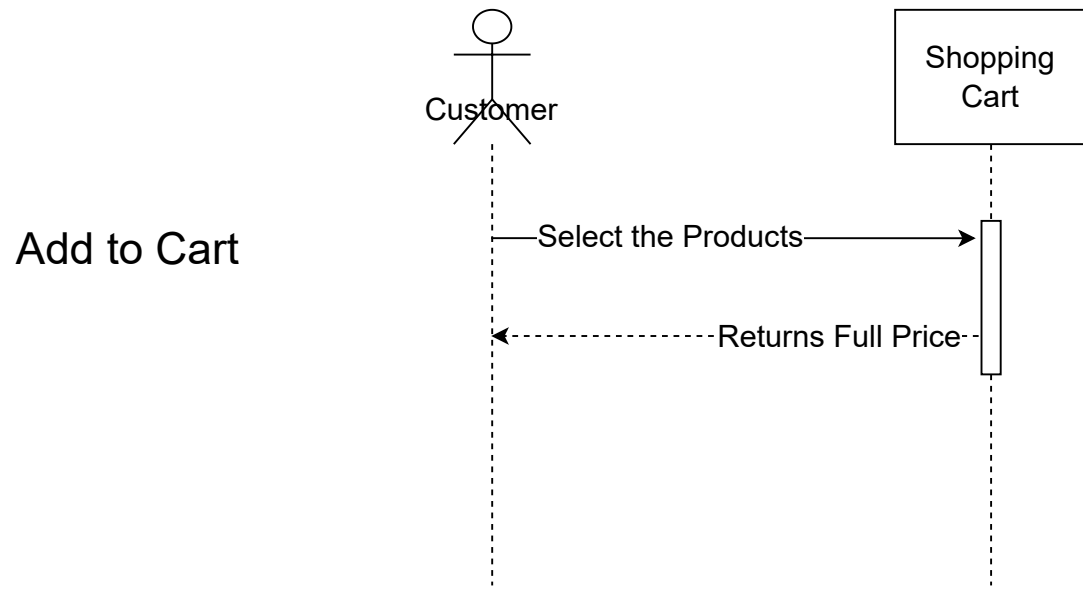 Customer
Shopping
Cart
Add to Cart
Select the Products
Returns Full Price